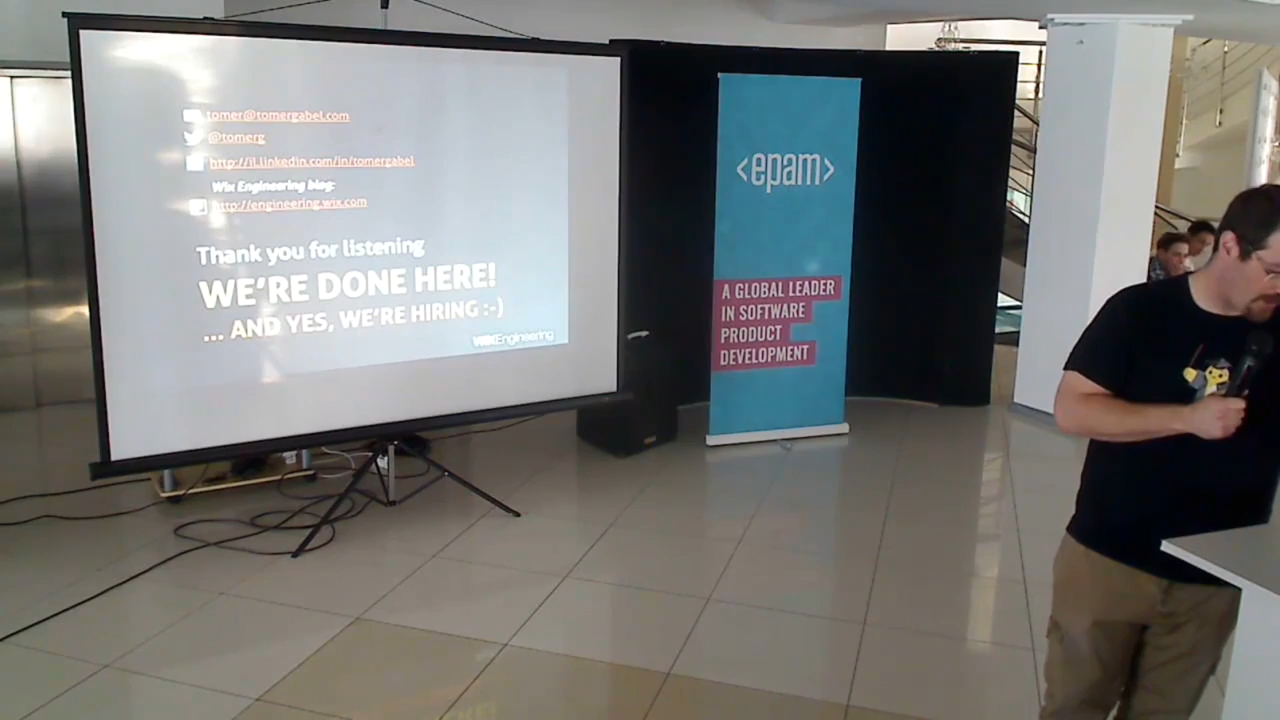 tomer@tomergabel.com
@tomerg
http://il.linkedin.com/in/tomergabel
Wix Engineering blog:
http://engineering.wix.com
Thank you for listening
WE'RE DONE HERE!
... AND YES, WE'RE HIRING :-)
WIXEngineering
<epam>
A GLOBAL LEADER
IN SOFTWARE
PRODUCT
DEVELOPMENT